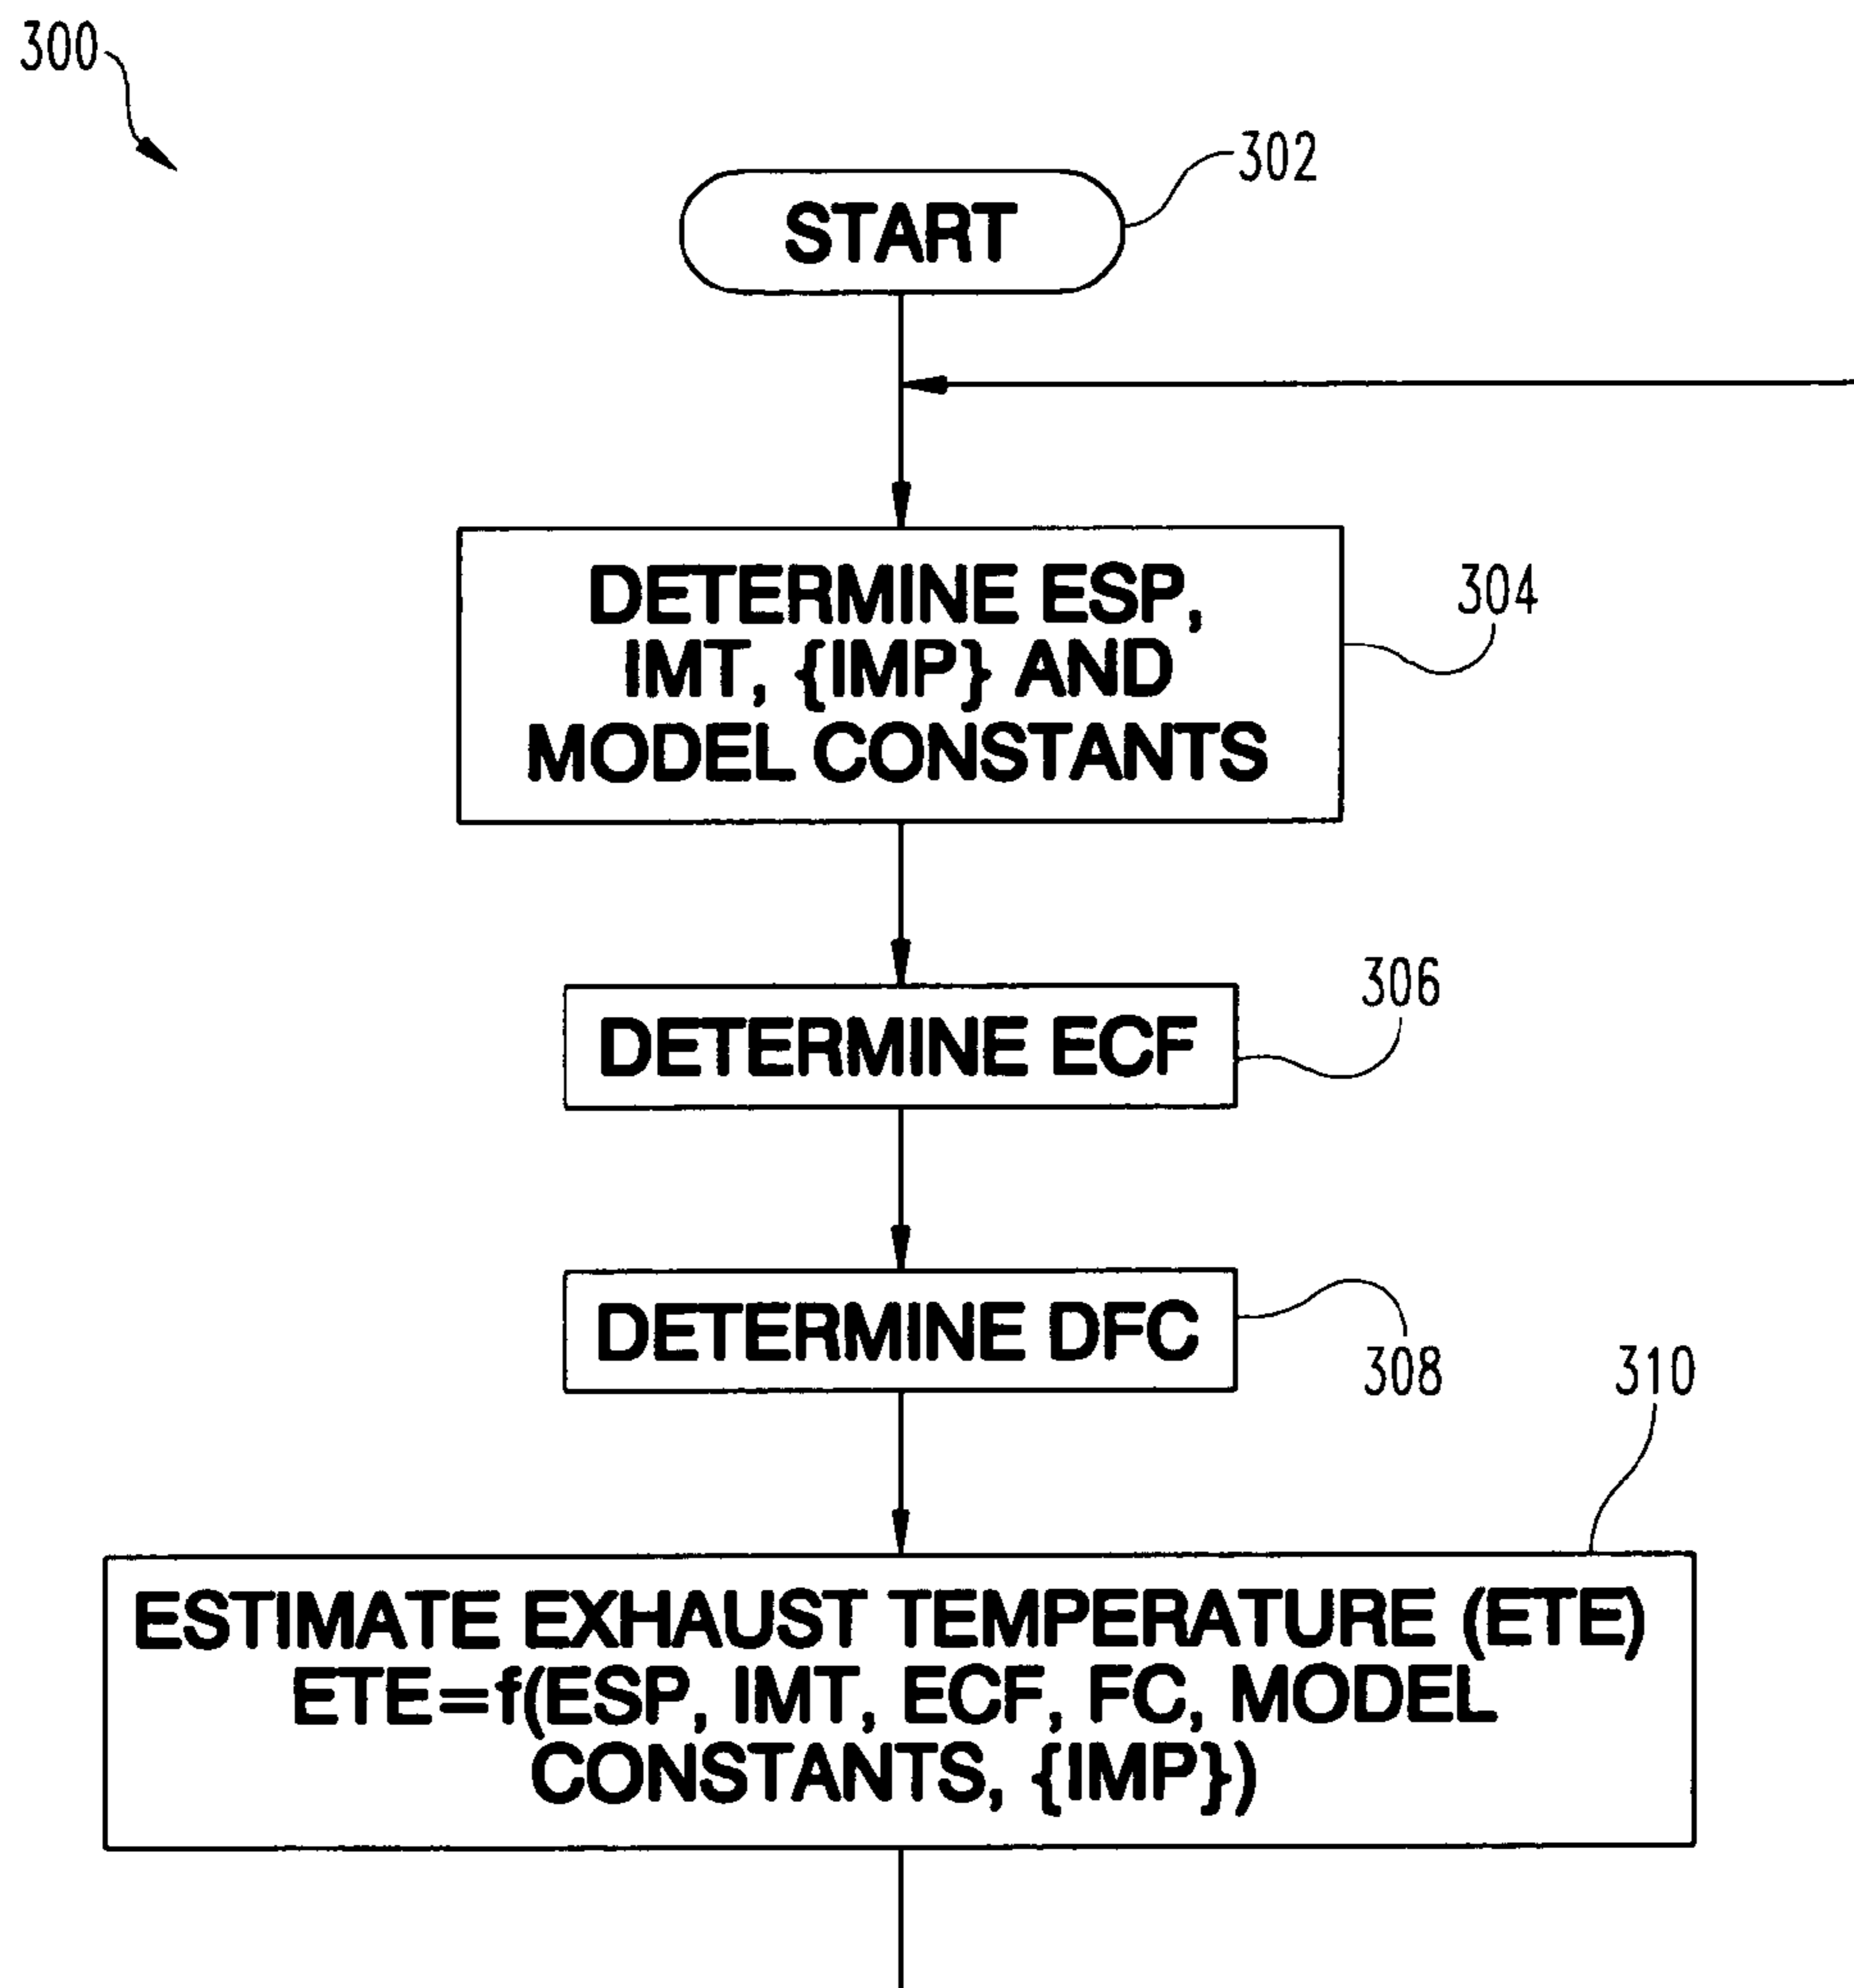 300
302
START
DETERMINE ESP,
IMT, {IMP} AND
MODEL CONSTANTS
304
DETERMINE ECF
306
DETERMINE DFC
308
310
ESTIMATE EXHAUST TEMPERATURE (ETE)
ETE=f(ESP, IMT, ECF, FC, MODEL
CONSTANTS, {IMP})